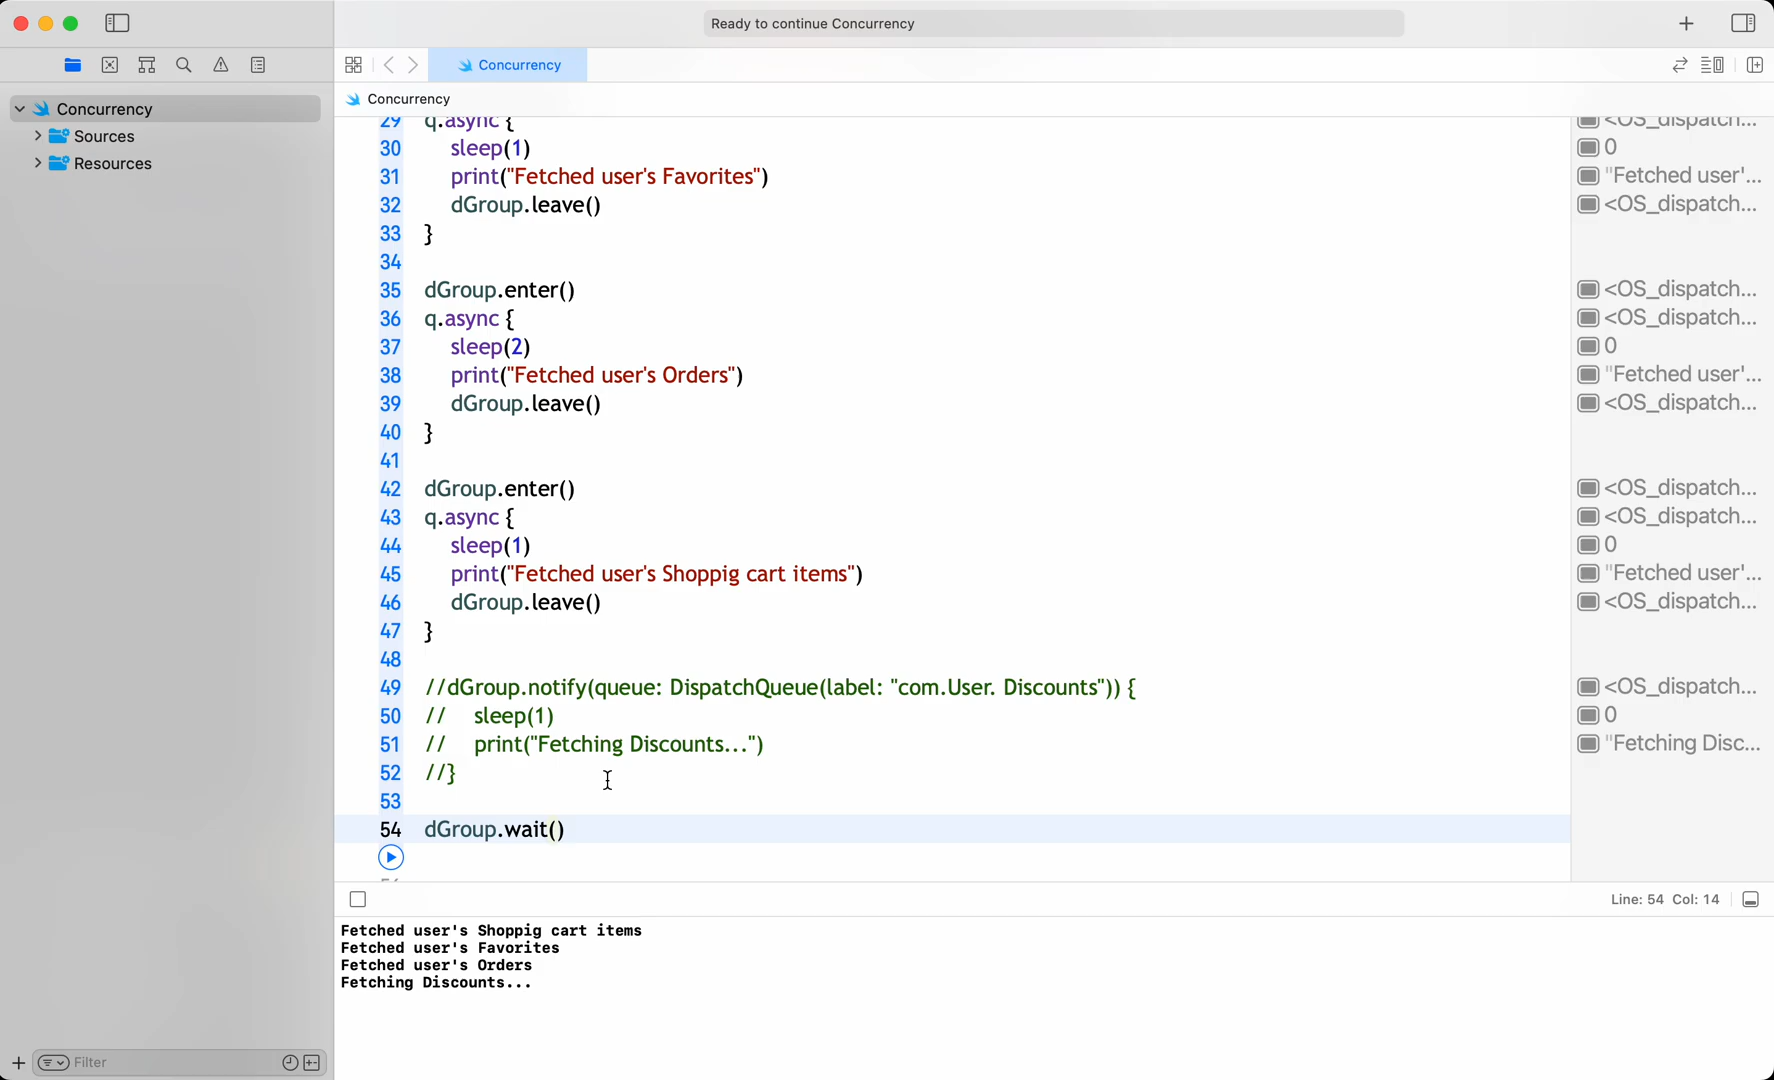 Ready to continue Concurrency
Concurrency
Concurrency
Concurrency
Sources
Resources
29 q.async {
30 sleep(1)
31 print("Fetched user's Favorites")
32 dGroup.leave()
33 }
34
35 dGroup.enter()
36 q.async {
37 sleep(2)
38 print("Fetched user's Orders")
39 dGroup.leave()
40 }
41
42 dGroup.enter()
43 q.async {
44 sleep(1)
45 print("Fetched user's Shoppig cart items")
46 dGroup.leave()
47 }
48
49 //dGroup.notify(queue: DispatchQueue(label: "com.User. Discounts")) {
50 // sleep(1)
51 // print("Fetching Discounts...")
52 //}
53
54 dGroup.wait()
<OS_dispatch...
0
"Fetched user'...
<OS_dispatch...
<OS_dispatch...
<OS_dispatch...
0
"Fetched user'...
<OS_dispatch...
<OS_dispatch...
<OS_dispatch...
0
"Fetched user'...
<OS_dispatch...
<OS_dispatch...
0
"Fetching Disc...
Line: 54 Col: 14
Fetched user's Shoppig cart items
Fetched user's Favorites
Fetched user's Orders
Fetching Discounts...
Filter